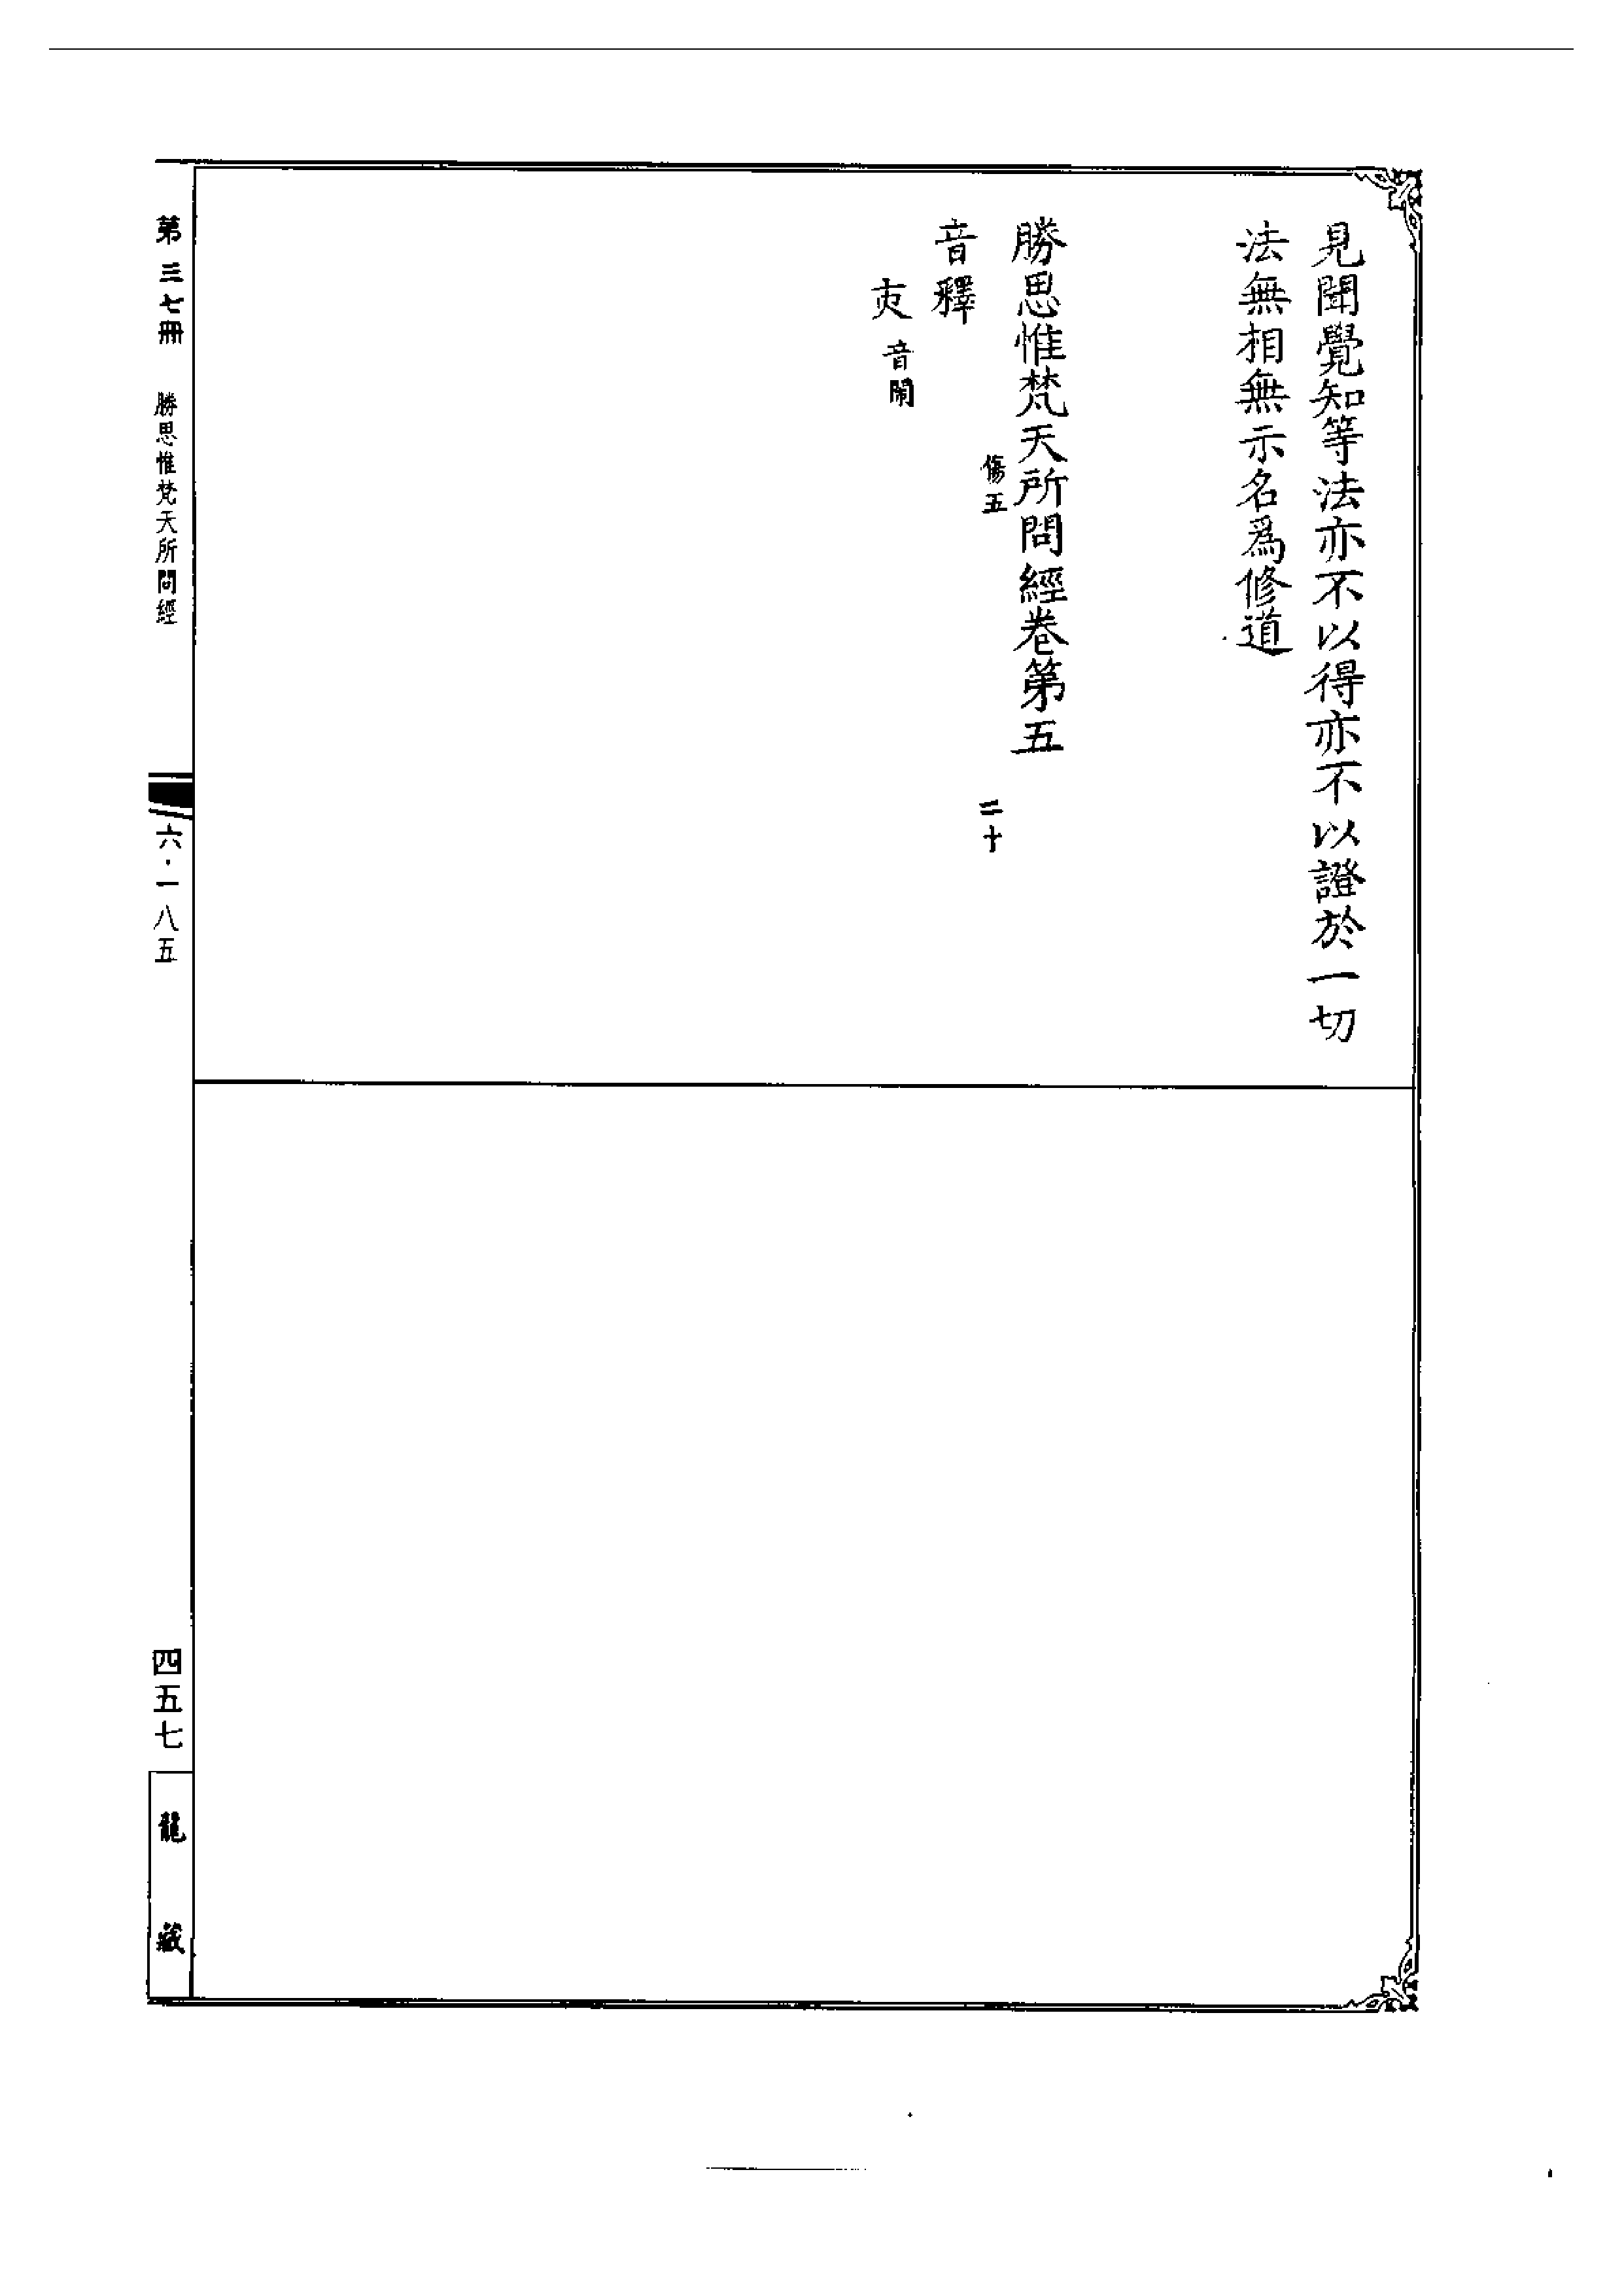 見聞覺知等法亦不以得亦不以證於一切
法無相無示名爲修道
勝思惟梵天所問經卷第五
傷五 二十
音釋
音閙
第三七冊 勝思惟梵天所問經 六·一八五 四五七 龍藏